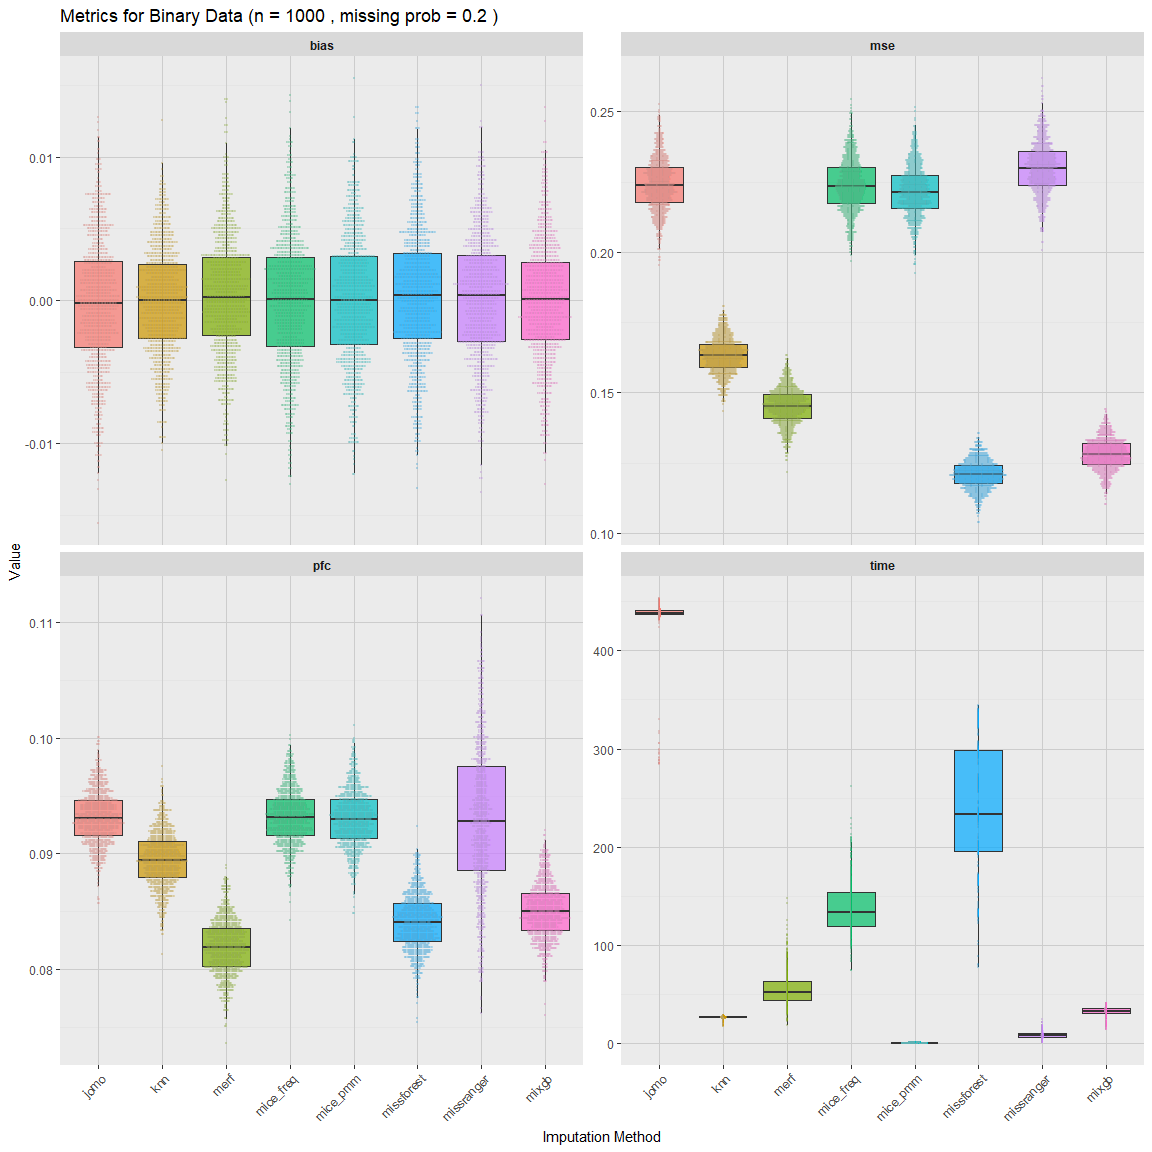 Metrics for Binary Data (n = 1000 , missing prob = 0.2 )
bias
mse
0.01
0.00
-0.01
0.25
0.20
0.15
0.10
pfc
time
0.11
0.10
0.09
0.08
400
300
200
100
0
Value
jomo
knn
merf
mice_freq
mice_pmm
missforest
missranger
mixgb
jomo
knn
merf
mice_freq
mice_pmm
missforest
missranger
mixgb
Imputation Method